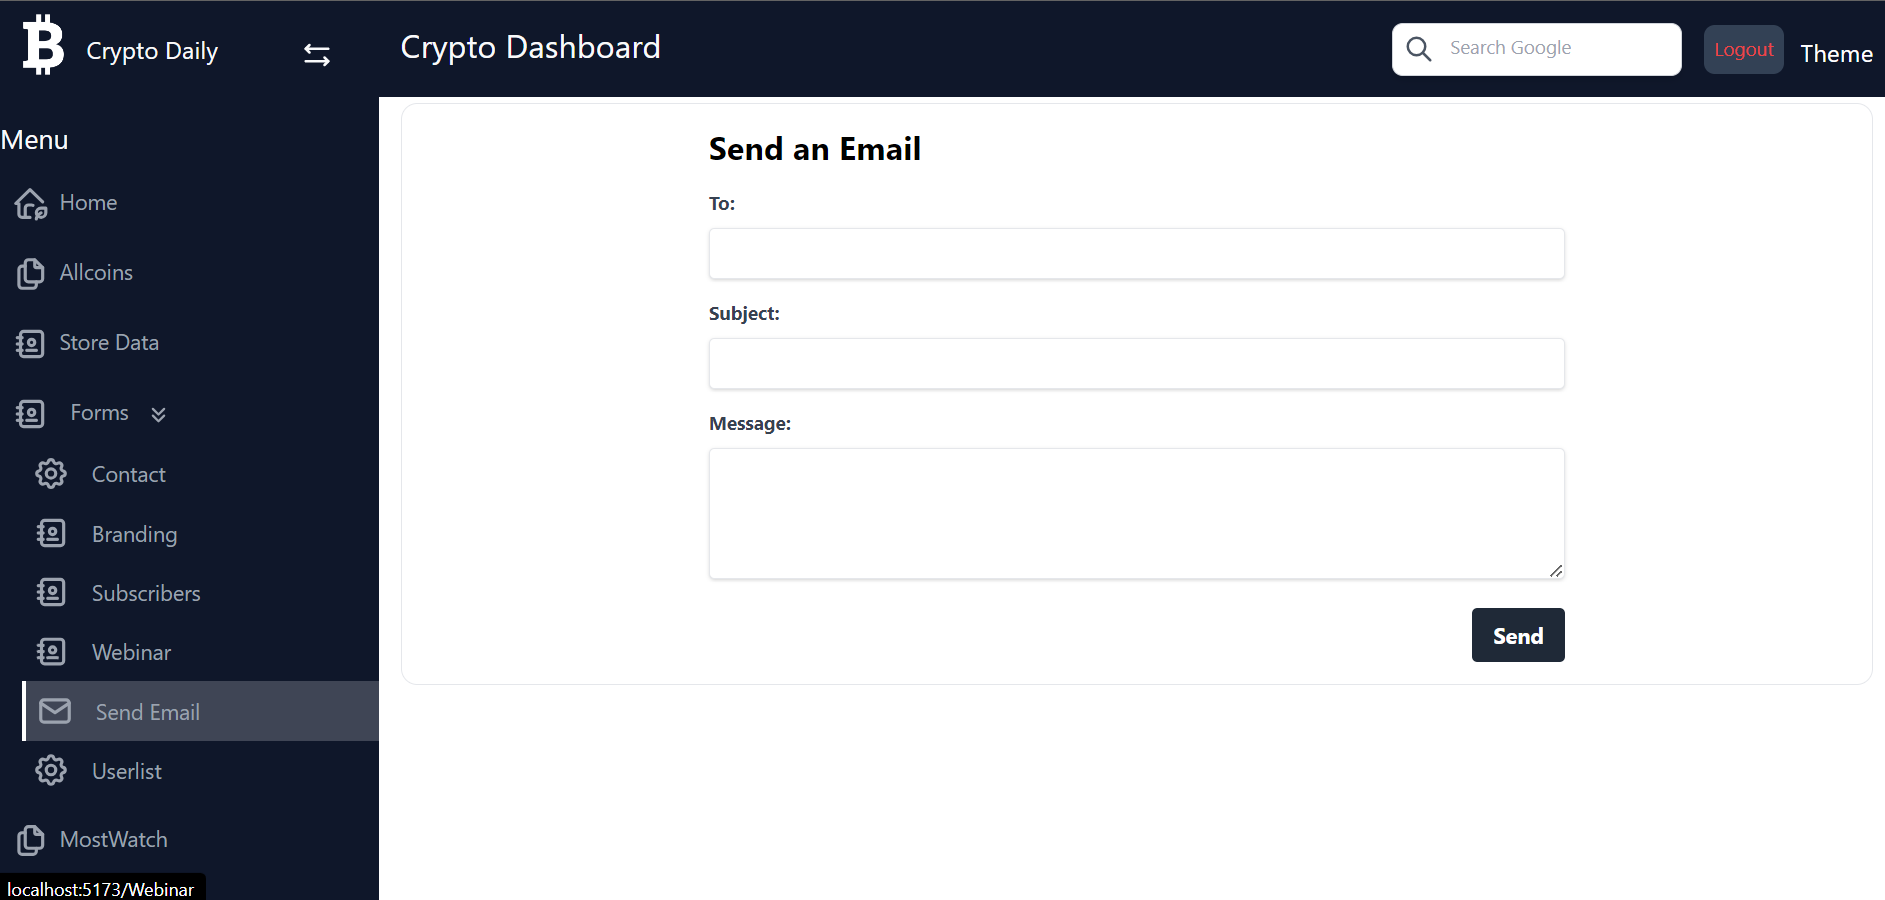 Crypto Daily
Crypto Dashboard
Search Google
Logout
Theme
Menu
Home
Allcoins
Store Data
Forms
Contact
Branding
Subscribers
Webinar
Send Email
Userlist
MostWatch
localhost:5173/Webinar
Send an Email
To:
Subject:
Message:
Send